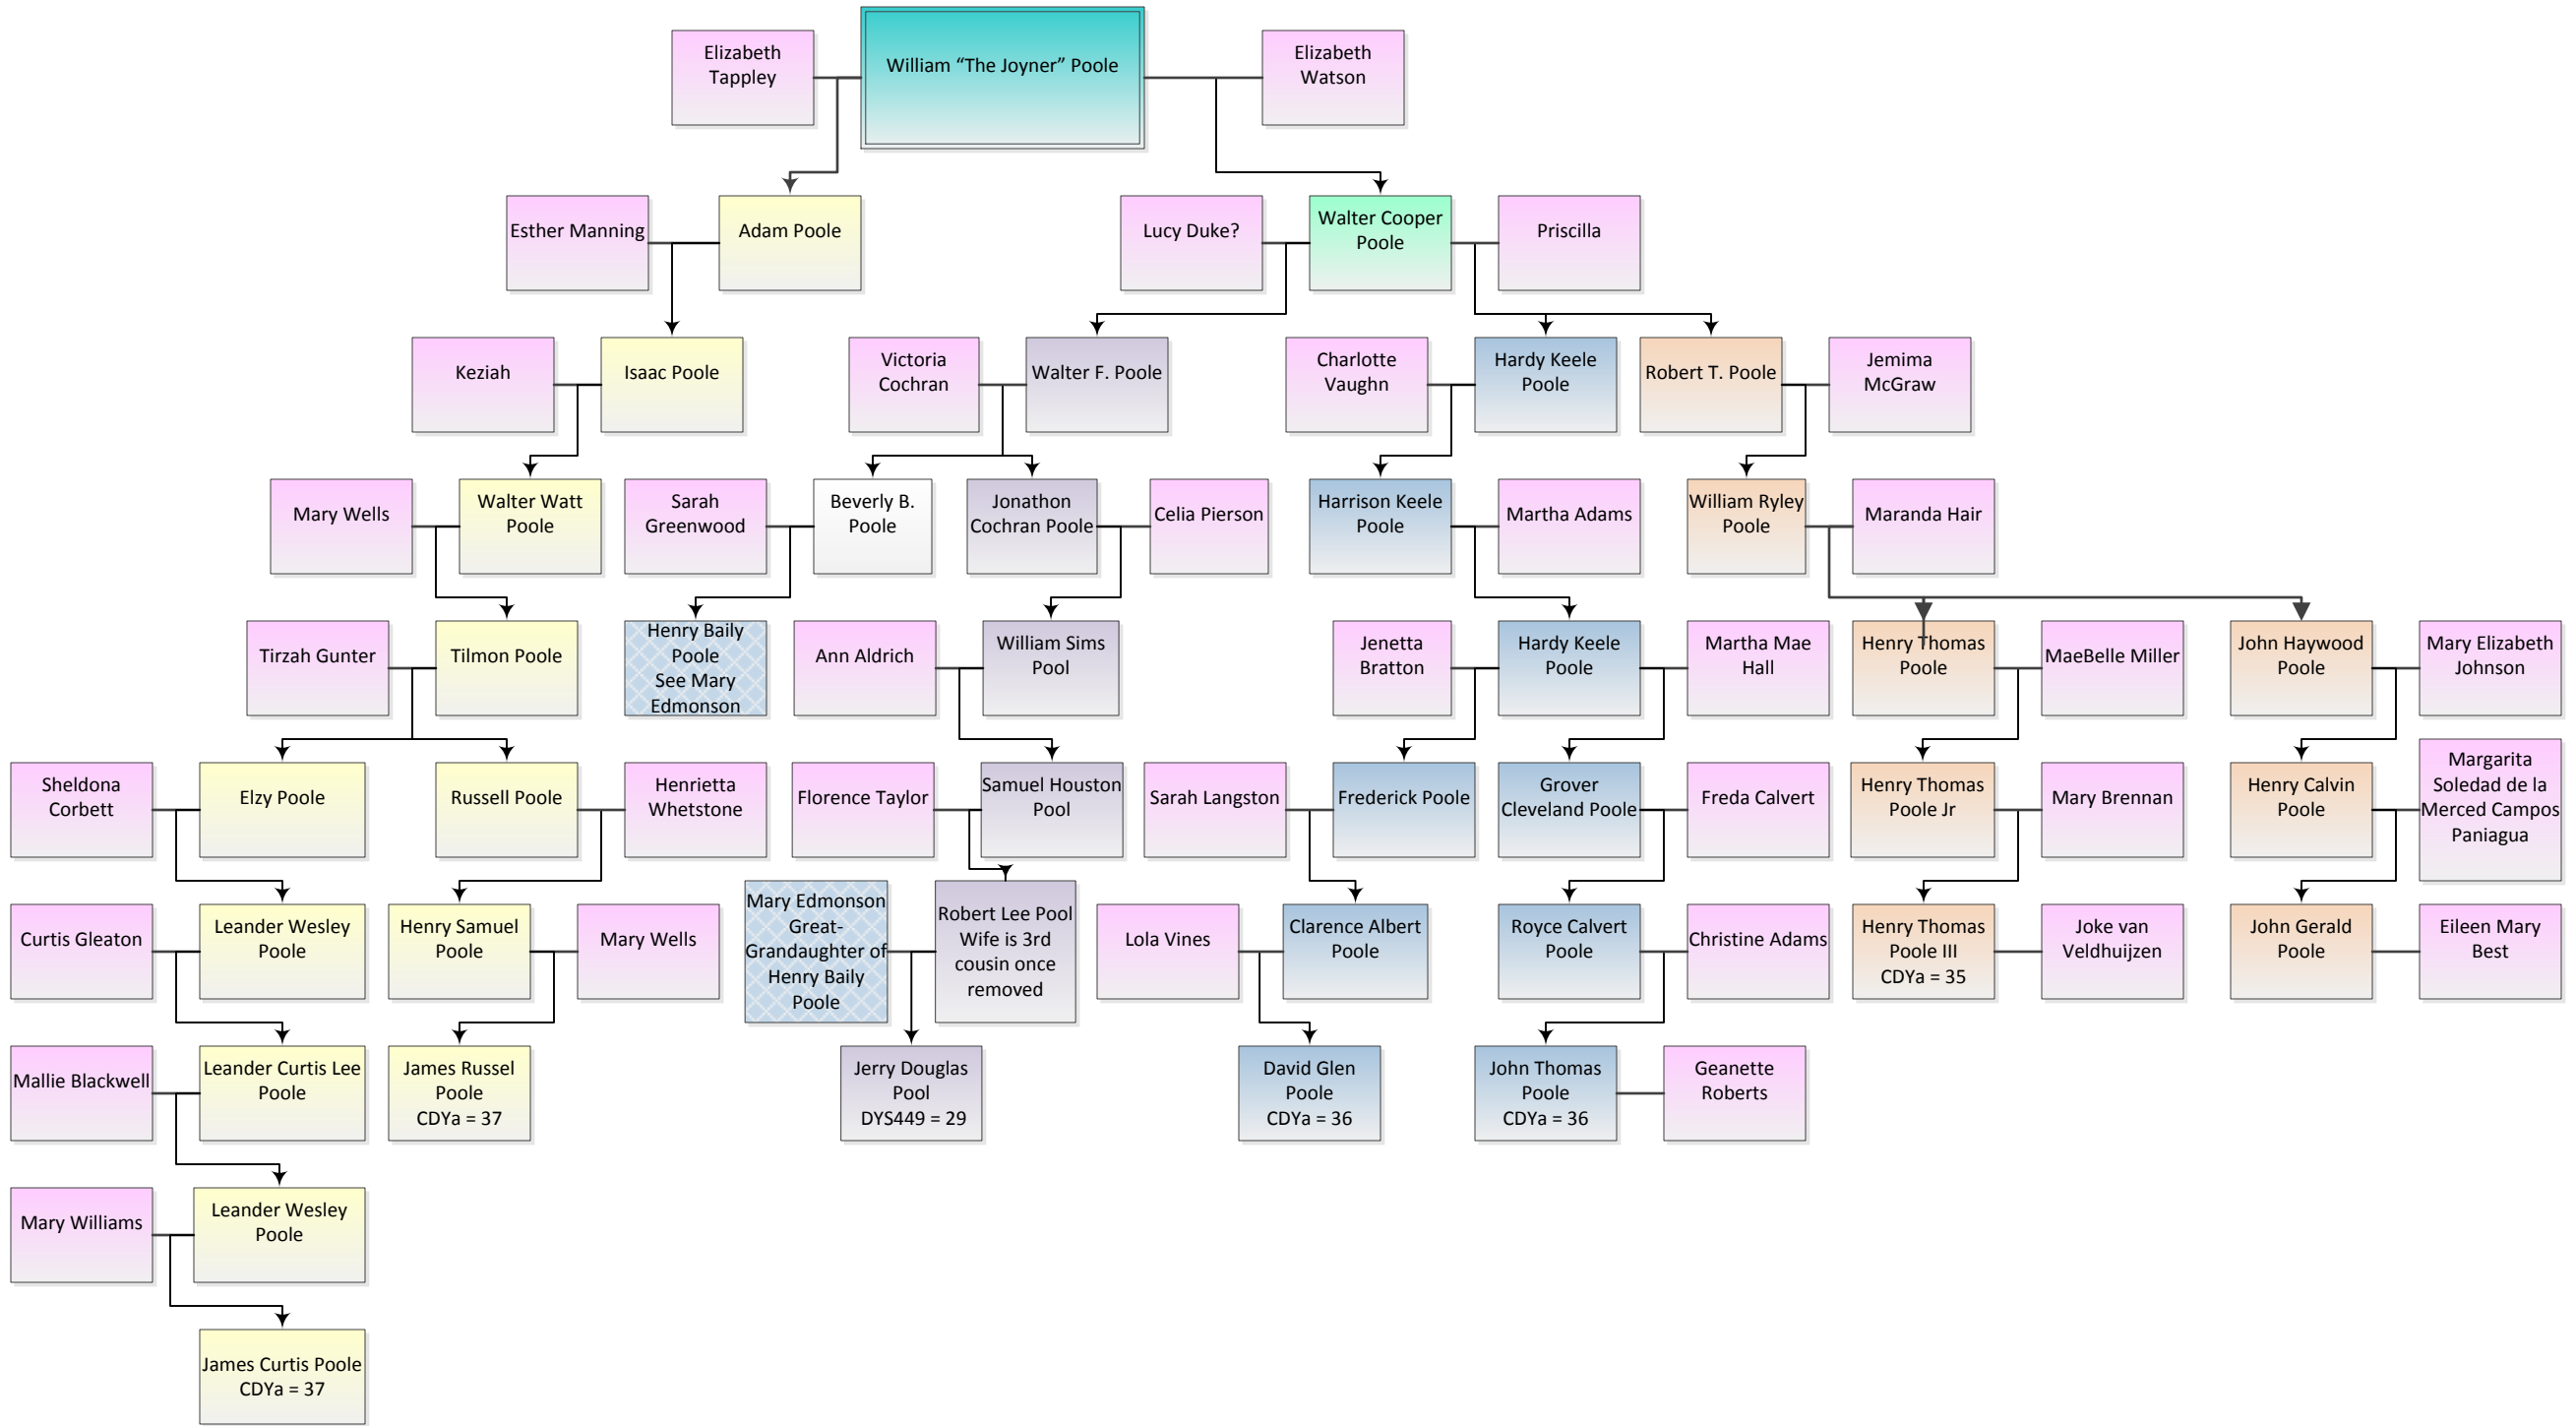 Elizabeth
Tappley
William “The Joyner” Poole
Elizabeth
Watson
Esther Manning
Adam Poole
Lucy Duke?
Walter Cooper
Poole
Priscilla
Keziah
Isaac Poole
Victoria
Cochran
Walter F. Poole
Charlotte
Vaughn
Hardy Keele
Poole
Robert T. Poole
Jemima
McGraw
Mary Wells
Walter Watt
Poole
Sarah
Greenwood
Beverly B.
Poole
Jonathon
Cochran Poole
Celia Pierson
Harrison Keele
Poole
Martha Adams
William Ryley
Poole
Maranda Hair
Tirzah Gunter
Tilmon Poole
Henry Baily
Poole
See Mary
Edmonson
Ann Aldrich
William Sims
Pool
Jenetta
Bratton
Hardy Keele
Poole
Martha Mae
Hall
Henry Thomas
Poole
MaeBelle Miller
John Haywood
Poole
Mary Elizabeth
Johnson
Sheldona
Corbett
Elzy Poole
Russell Poole
Henrietta
Whetstone
Florence Taylor
Samuel Houston
Pool
Sarah Langston
Frederick Poole
Grover
Cleveland Poole
Freda Calvert
Henry Thomas
Poole Jr
Mary Brennan
Henry Calvin
Poole
Margarita
Soledad de la
Merced Campos
Paniagua
Curtis Gleaton
Leander Wesley
Poole
Henry Samuel
Poole
Mary Wells
Mary Edmonson
Great-
Grandaughter of
Henry Baily
Poole
Robert Lee Pool
Wife is 3rd
cousin once
removed
Lola Vines
Clarence Albert
Poole
Royce Calvert
Poole
Christine Adams
Henry Thomas
Poole III
CDYa = 35
Joke van
Veldhuijzen
John Gerald
Poole
Eileen Mary
Best
Mallie Blackwell
Leander Curtis Lee
Poole
James Russel
Poole
CDYa = 37
Jerry Douglas
Pool
DYS449 = 29
David Glen
Poole
CDYa = 36
John Thomas
Poole
CDYa = 36
Geanette
Roberts
Mary Williams
Leander Wesley
Poole
James Curtis Poole
CDYa = 37